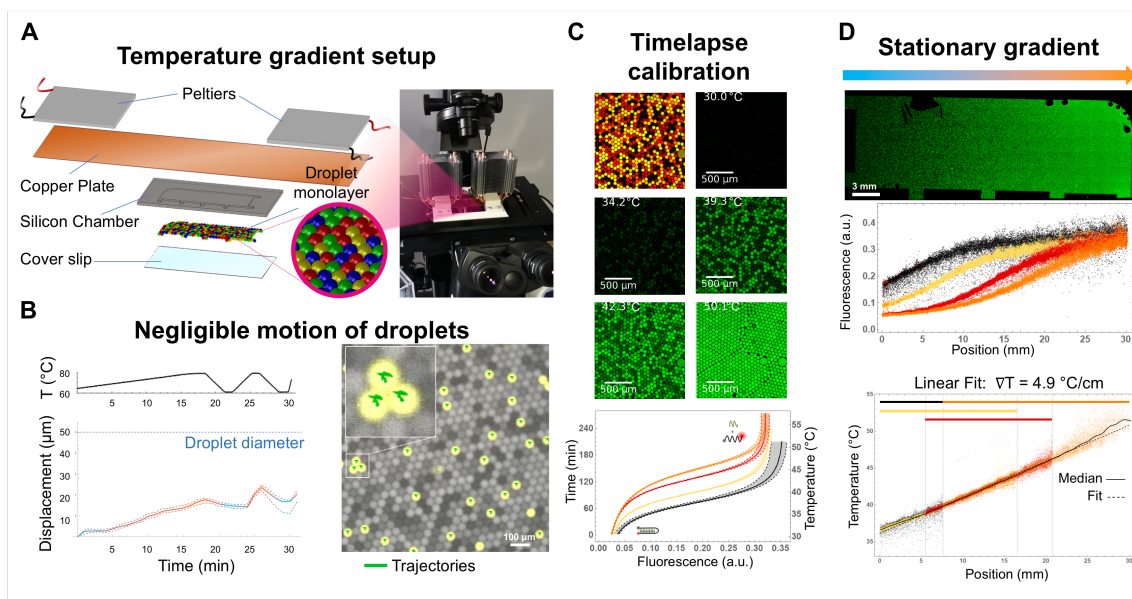 A
Temperature gradient setup
Peltiers
Copper Plate
Silicon Chamber
Cover slip
Droplet
monolayer
B
Negligible motion of droplets
T (°C)
80
60
5 10 15 20 25 30
Displacement (µm)
50
40
30
20
10
Droplet diameter
5 10 15 20 25 30
Time (min)
100 µm
Trajectories
C
Timelapse
calibration
30.0°C
500 µm
34.2°C
500 µm
39.3°C
500 µm
42.3°C
500 µm
50.1°C
500 µm
Time (min)
180
120
60
0
Temperature (°C)
55
50
45
40
35
30
0.00 0.05 0.10 0.15 0.20 0.25 0.30 0.35
Fluorescence (a.u.)
D
Stationary gradient
3 mm
Fluorescence (a.u.)
0.4
0.3
0.2
0.1
0.0
0 5 10 15 20 25 30
Position (mm)
Linear Fit: ∇T = 4.9 °C/cm
Temperature (°C)
55
50
45
40
35
Median
Fit
0 5 10 15 20 25 30
Position (mm)